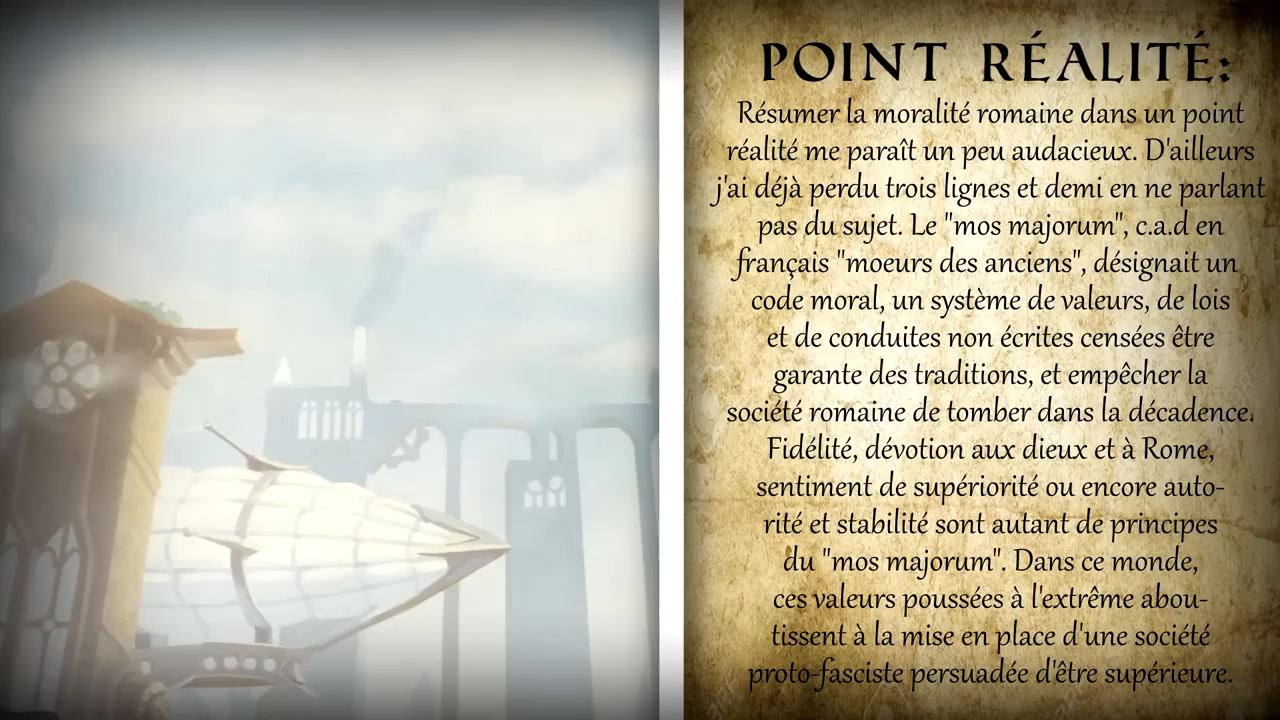 POINT RÉALITÉ:
Résumer la moralité romaine dans un point
réalité me paraît un peu audacieux. D'ailleurs
j'ai déjà perdu trois lignes et demi en ne parlant
pas du sujet. Le "mos majorum", c.a.d en
français "moeurs des anciens", désignait un
code moral, un système de valeurs, de lois
et de conduites non écrites censées être
garante des traditions, et empêcher la
société romaine de tomber dans la décadence.
Fidélité, dévotion aux dieux et à Rome,
sentiment de supériorité ou encore auto-
rité et stabilité sont autant de principes
du "mos majorum". Dans ce monde,
ces valeurs poussées à l'extrême abou-
tissent à la mise en place d'une société
proto-fasciste persuadée d'être supérieure.